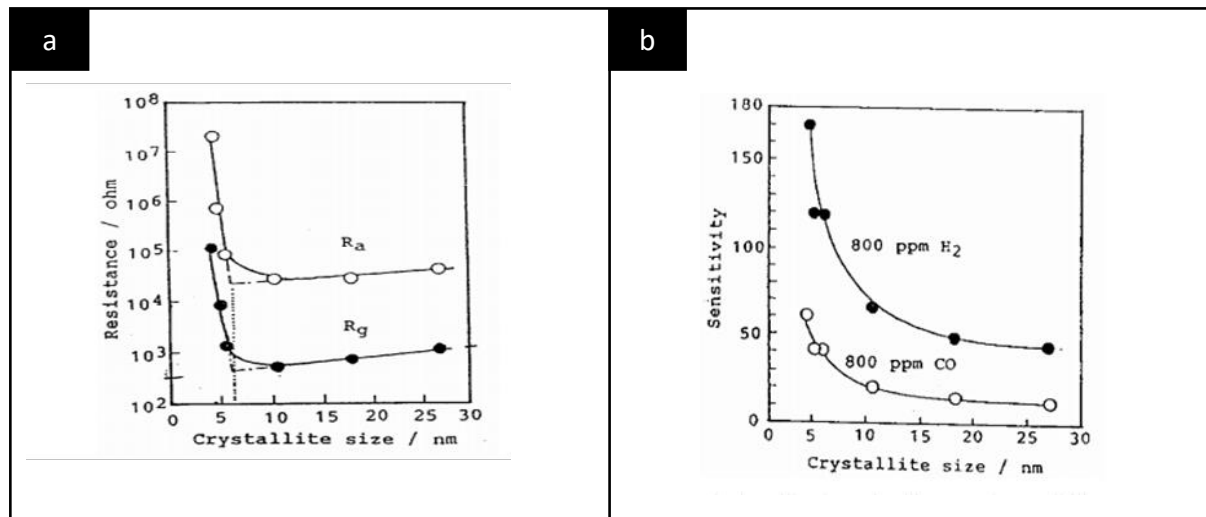 a
10^8
10^7
10^6
10^5
10^4
10^3
10^2
Resistance / ohm
Ra
Rg
0 5 10 15 20 25 30
Crystallite size / nm
b
180
150
100
50
0
Sensitivity
800 ppm H2
800 ppm CO
0 5 10 15 20 25 30
Crystallite size / nm